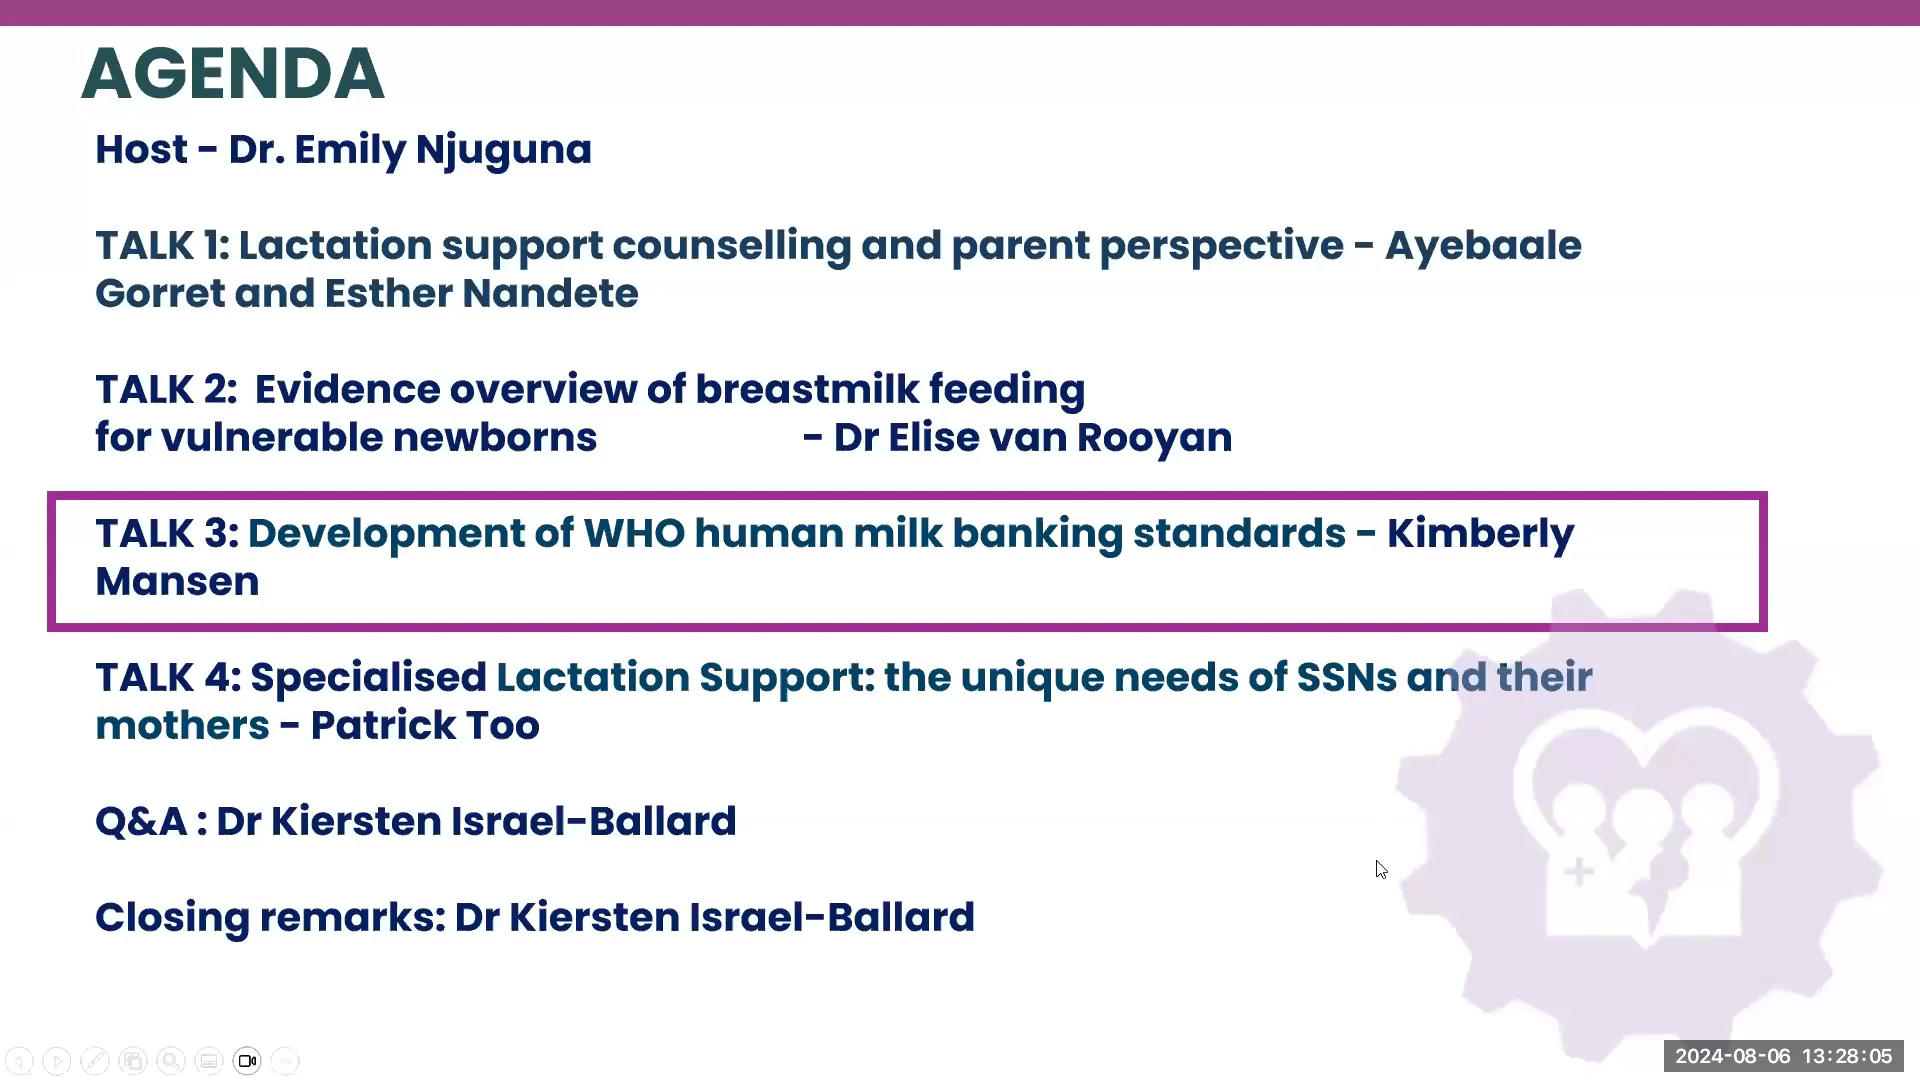 AGENDA
Host - Dr. Emily Njuguna
TALK 1: Lactation support counselling and parent perspective - Ayebaale
Gorret and Esther Nandete
TALK 2: Evidence overview of breastmilk feeding
for vulnerable newborns - Dr Elise van Rooyan
TALK 3: Development of WHO human milk banking standards - Kimberly
Mansen
TALK 4: Specialised Lactation Support: the unique needs of SSNs and their
mothers - Patrick Too
Q&A : Dr Kiersten Israel-Ballard
Closing remarks: Dr Kiersten Israel-Ballard
2024-08-06 13:28:05